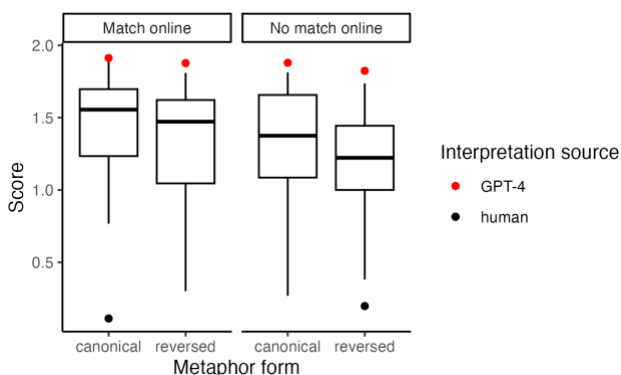 Match online
No match online
2.0
1.5
1.0
0.5
Score
canonical reversed
canonical reversed
Metaphor form
Interpretation source
GPT-4
human